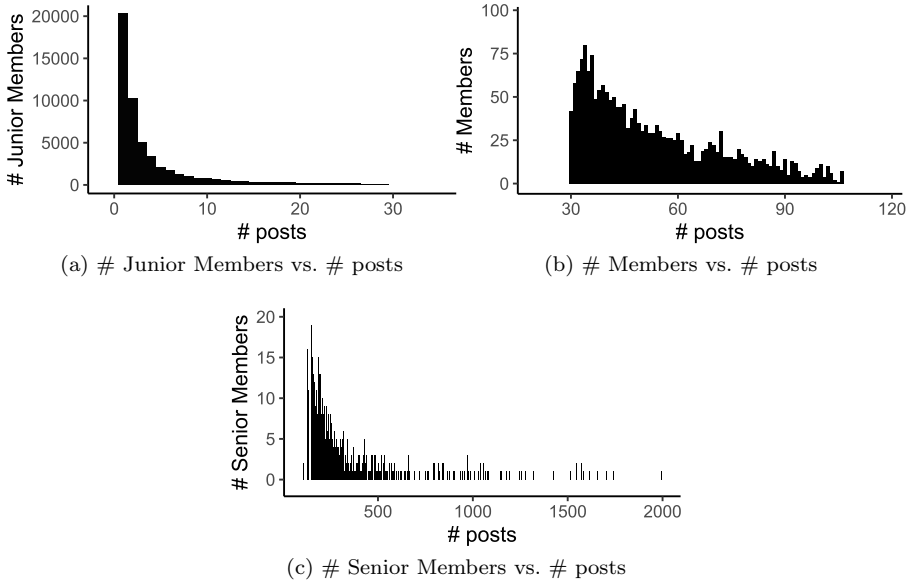 # Junior Members
20000
15000
10000
5000
0
0 10 20 30
# posts
(a) # Junior Members vs. # posts
# Members
100
75
50
25
0
30 60 90 120
# posts
(b) # Members vs. # posts
# Senior Members
20
15
10
5
0
500 1000 1500 2000
# posts
(c) # Senior Members vs. # posts